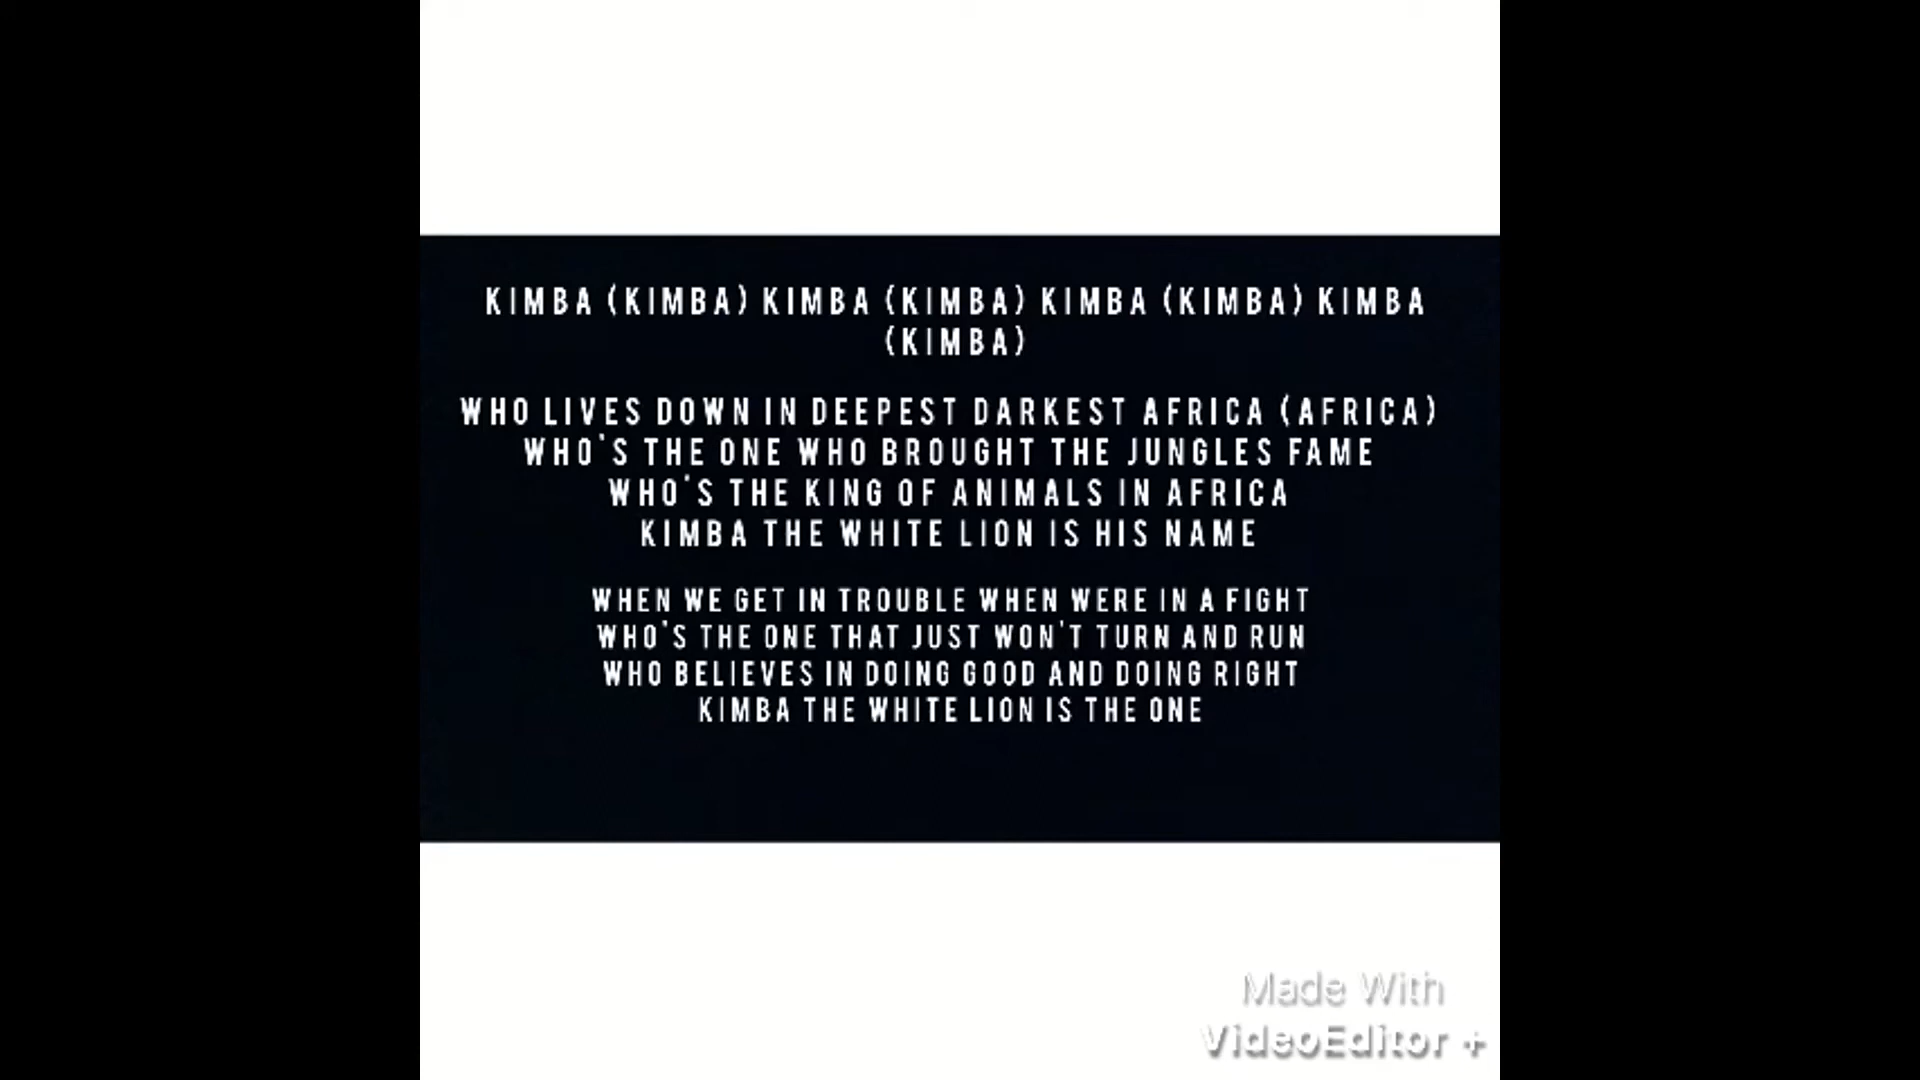 KIMBA (KIMBA) KIMBA (KIMBA) KIMBA (KIMBA) KIMBA
(KIMBA)
WHO LIVES DOWN IN DEEPEST DARKEST AFRICA (AFRICA)
WHO'S THE ONE WHO BROUGHT THE JUNGLES FAME
WHO'S THE KING OF ANIMALS IN AFRICA
KIMBA THE WHITE LION IS HIS NAME
WHEN WE GET IN TROUBLE WHEN WERE IN A FIGHT
WHO'S THE ONE THAT JUST WON'T TURN AND RUN
WHO BELIEVES IN DOING GOOD AND DOING RIGHT
KIMBA THE WHITE LION IS THE ONE
Made With
VideoEditor +